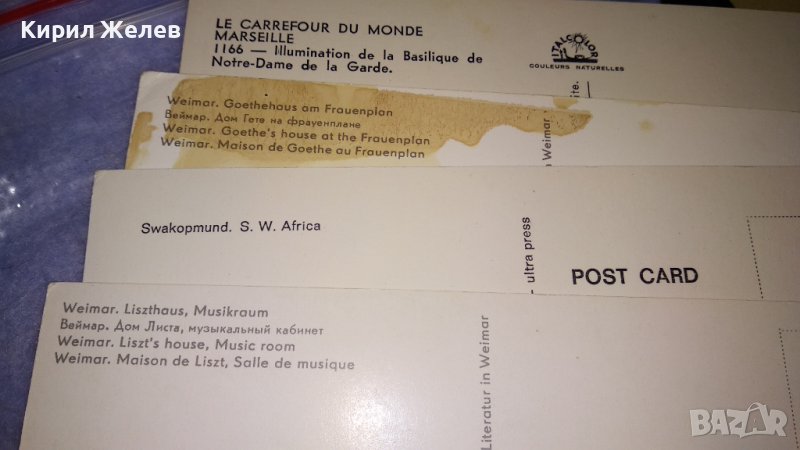 Кирил Желев
LE CARREFOUR DU MONDE
MARSEILLE
1166 — Illumination de la Basilique de
Notre-Dame de la Garde.
ITALCOLOR
COULEURS NATURELLES
Weimar. Goethehaus am Frauenplan
Веймар. Дом Гете на фрауенплане
Weimar. Goethe's house at the Frauenplan
Weimar. Maison de Goethe au Frauenplan
in Weimar
Swakopmund. S. W. Africa
- ultra press
POST CARD
Weimar. Liszthaus, Musikraum
Веймар. Дом Листа, музыкальный кабинет
Weimar. Liszt's house, Music room
Weimar. Maison de Liszt, Salle de musique
Literatur in Weimar
BAZAR